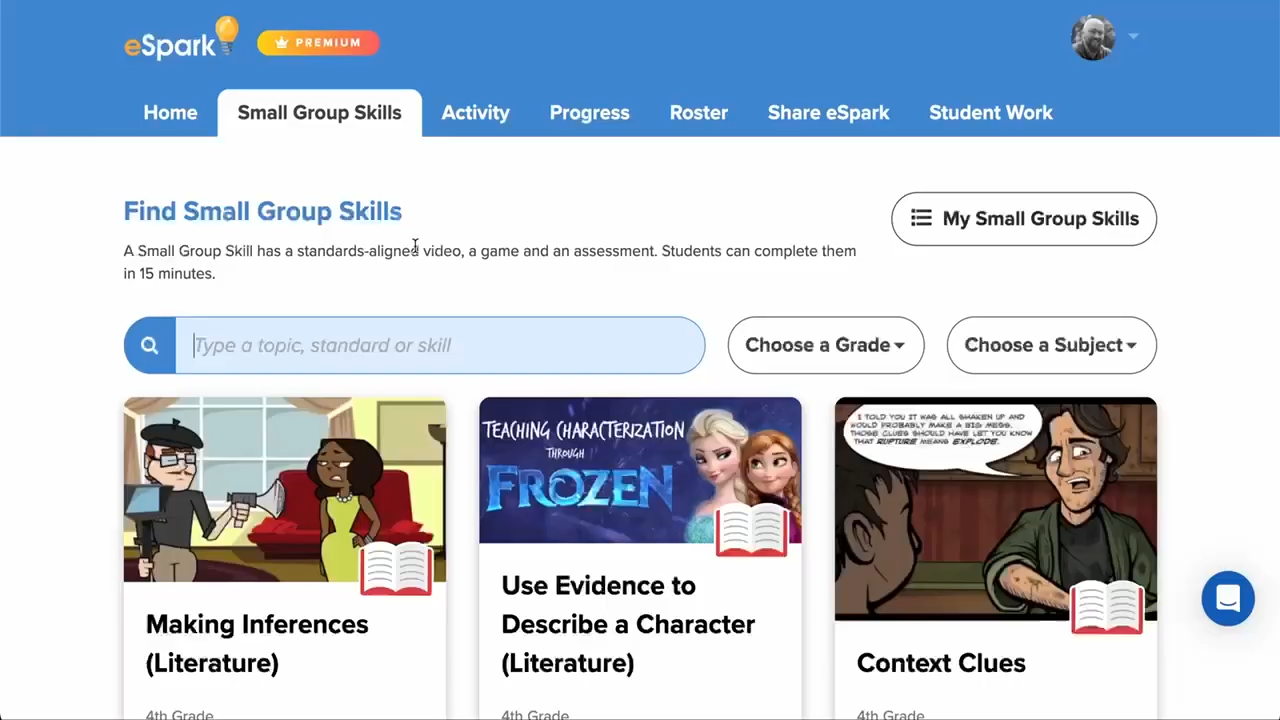 eSpark
PREMIUM
Home
Small Group Skills
Activity
Progress
Roster
Share eSpark
Student Work
Find Small Group Skills
My Small Group Skills
A Small Group Skill has a standards-aligned video, a game and an assessment. Students can complete them
in 15 minutes.
Type a topic, standard or skill
Choose a Grade
Choose a Subject
TEACHING CHARACTERIZATION
THROUGH
FROZEN
I TOLD YOU IT WAS ALL SHAKEN UP AND
WOULD PROBABLY MAKE A BIG MESS.
THOSE CLUES SHOULD HAVE LET YOU KNOW
THAT RUPTURE MEANS EXPLODE.
Making Inferences
(Literature)
4th Grade
Use Evidence to
Describe a Character
(Literature)
4th Grade
Context Clues
4th Grade